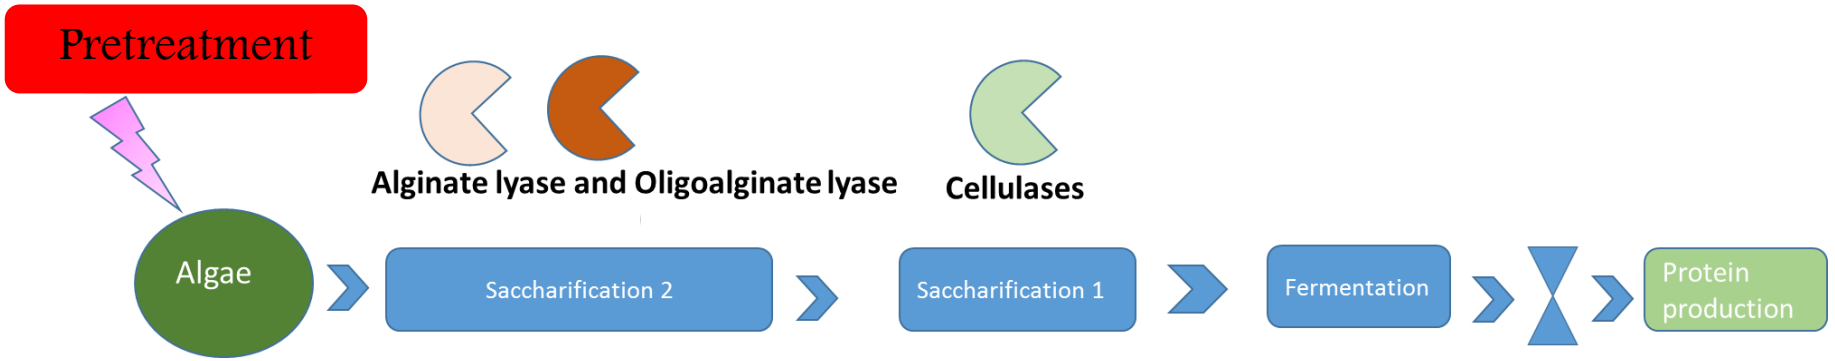 Pretreatment
Alginate lyase and Oligoalginate lyase
Cellulases
Algae
Saccharification 2
Saccharification 1
Fermentation
Protein
production